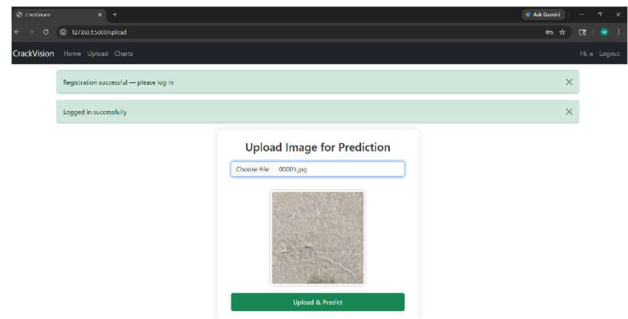 CrackVision
Ask Gemini
127.0.0.1:5000/upload
CrackVision Home Upload Charts Hi, a Logout
Registration successful — please log in
Logged in successfully
Upload Image for Prediction
Choose File 00005.jpg
Upload & Predict